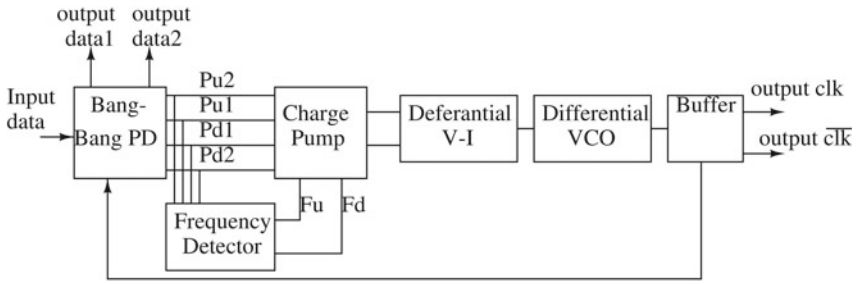 output
data1
output
data2
Input
data
Bang-
Bang PD
Pu2
Pu1
Pd1
Pd2
Charge
Pump
Deferantial
V-I
Differential
VCO
Buffer
output clk
output clk
Fu
Fd
Frequency
Detector